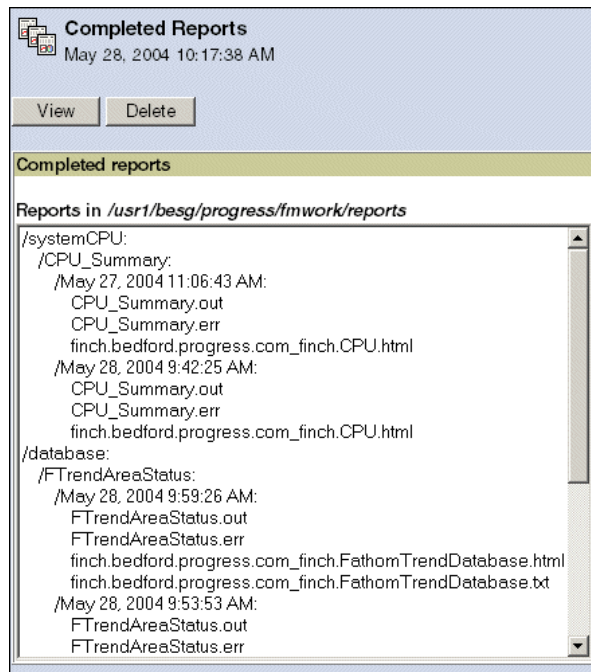 Completed Reports
May 28, 2004 10:17:38 AM
View Delete
Completed reports
Reports in /usr1/besg/progress/fmwork/reports
/systemCPU:
/CPU_Summary:
/May 27, 2004 11:06:43 AM:
CPU_Summary.out
CPU_Summary.err
finch.bedford.progress.com_finch.CPU.html
/May 28, 2004 9:42:25 AM:
CPU_Summary.out
CPU_Summary.err
finch.bedford.progress.com_finch.CPU.html
/database:
/FTrendAreaStatus:
/May 28, 2004 9:59:26 AM:
FTrendAreaStatus.out
FTrendAreaStatus.err
finch.bedford.progress.com_finch.FathomTrendDatabase.html
finch.bedford.progress.com_finch.FathomTrendDatabase.txt
/May 28, 2004 9:53:53 AM:
FTrendAreaStatus.out
FTrendAreaStatus.err